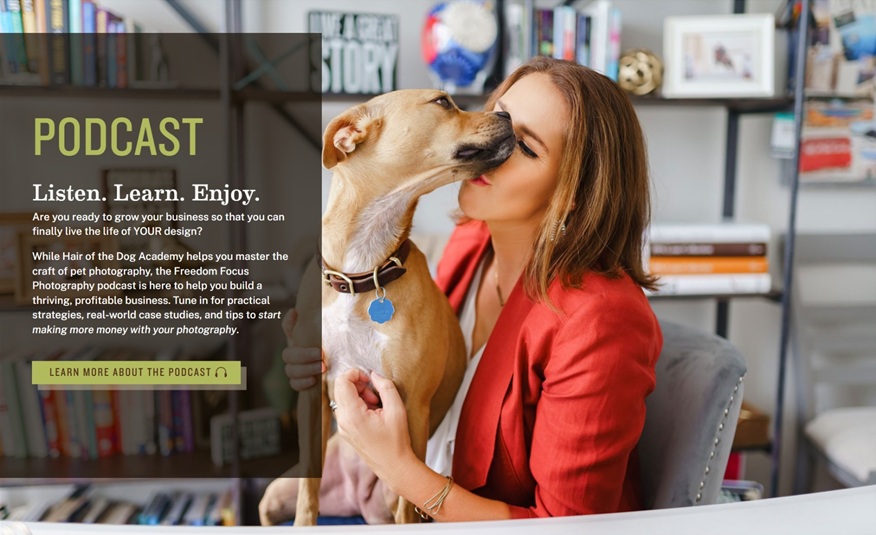 LIVE A GREAT
STORY
PODCAST
Listen. Learn. Enjoy.
Are you ready to grow your business so that you can
finally live the life of YOUR design?
While Hair of the Dog Academy helps you master the
craft of pet photography, the Freedom Focus
Photography podcast is here to help you build a
thriving, profitable business. Tune in for practical
strategies, real-world case studies, and tips to start
making more money with your photography.
LEARN MORE ABOUT THE PODCAST